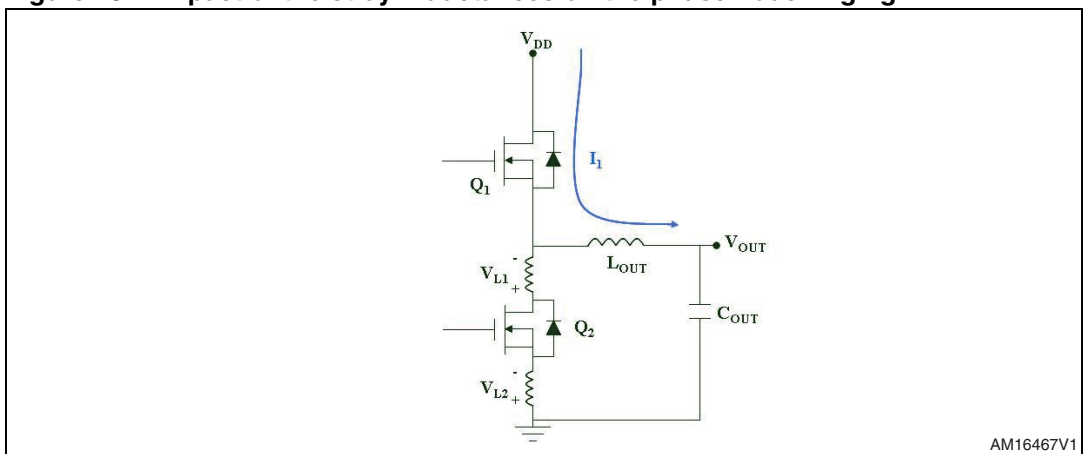 V_DD
I_1
Q_1
V_OUT
L_OUT
-
V_L1
+
C_OUT
Q_2
-
V_L2
+
AM16467V1